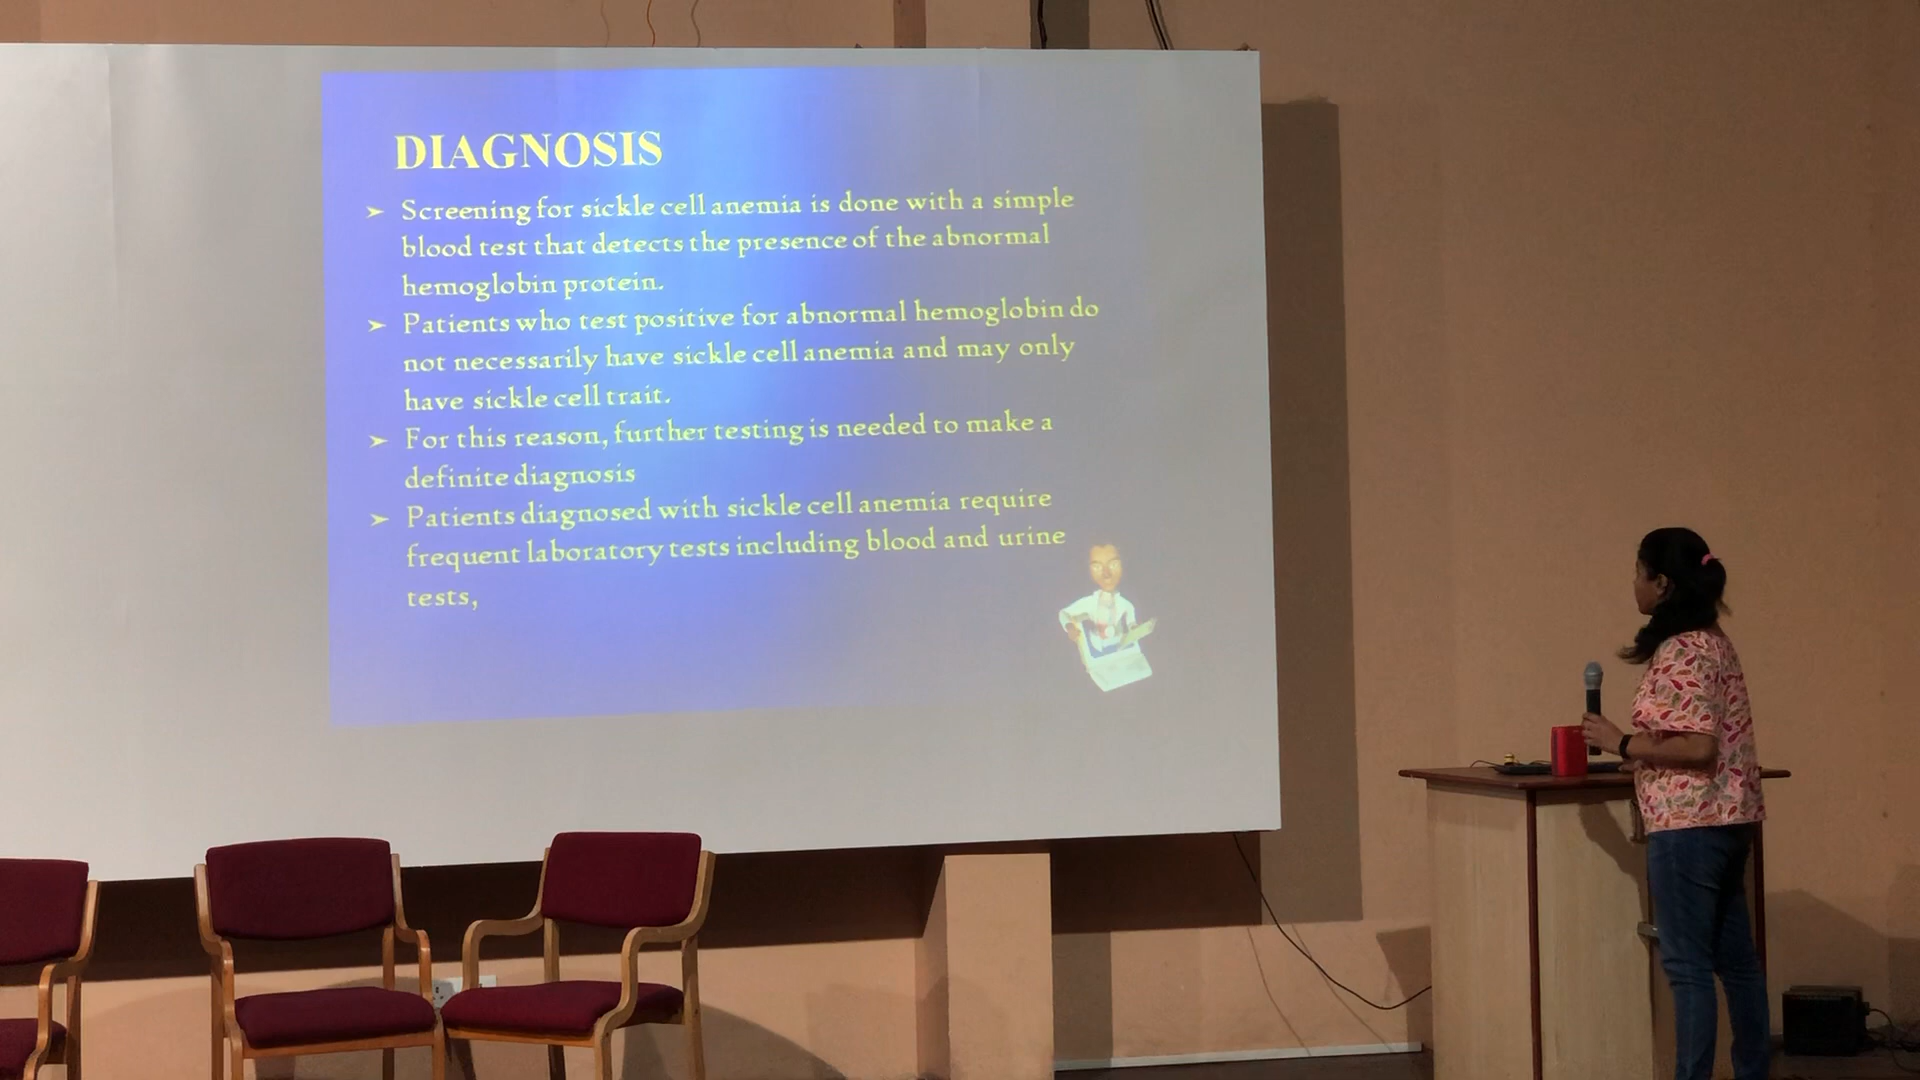 DIAGNOSIS
➢ Screening for sickle cell anemia is done with a simple
blood test that detects the presence of the abnormal
hemoglobin protein.
➢ Patients who test positive for abnormal hemoglobin do
not necessarily have sickle cell anemia and may only
have sickle cell trait.
➢ For this reason, further testing is needed to make a
definite diagnosis
➢ Patients diagnosed with sickle cell anemia require
frequent laboratory tests including blood and urine
tests,